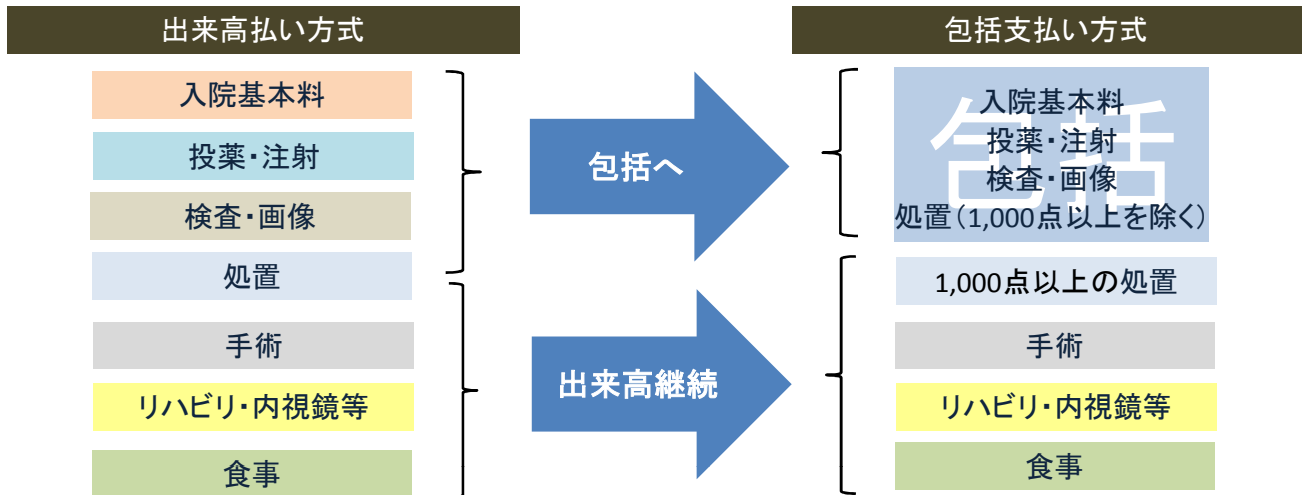 出来高払い方式
入院基本料
投薬・注射
検査・画像
処置
手術
リハビリ・内視鏡等
食事
包括へ
出来高継続
包括支払い方式
包括
入院基本料
投薬・注射
検査・画像
処置（1,000点以上を除く）
1,000点以上の処置
手術
リハビリ・内視鏡等
食事